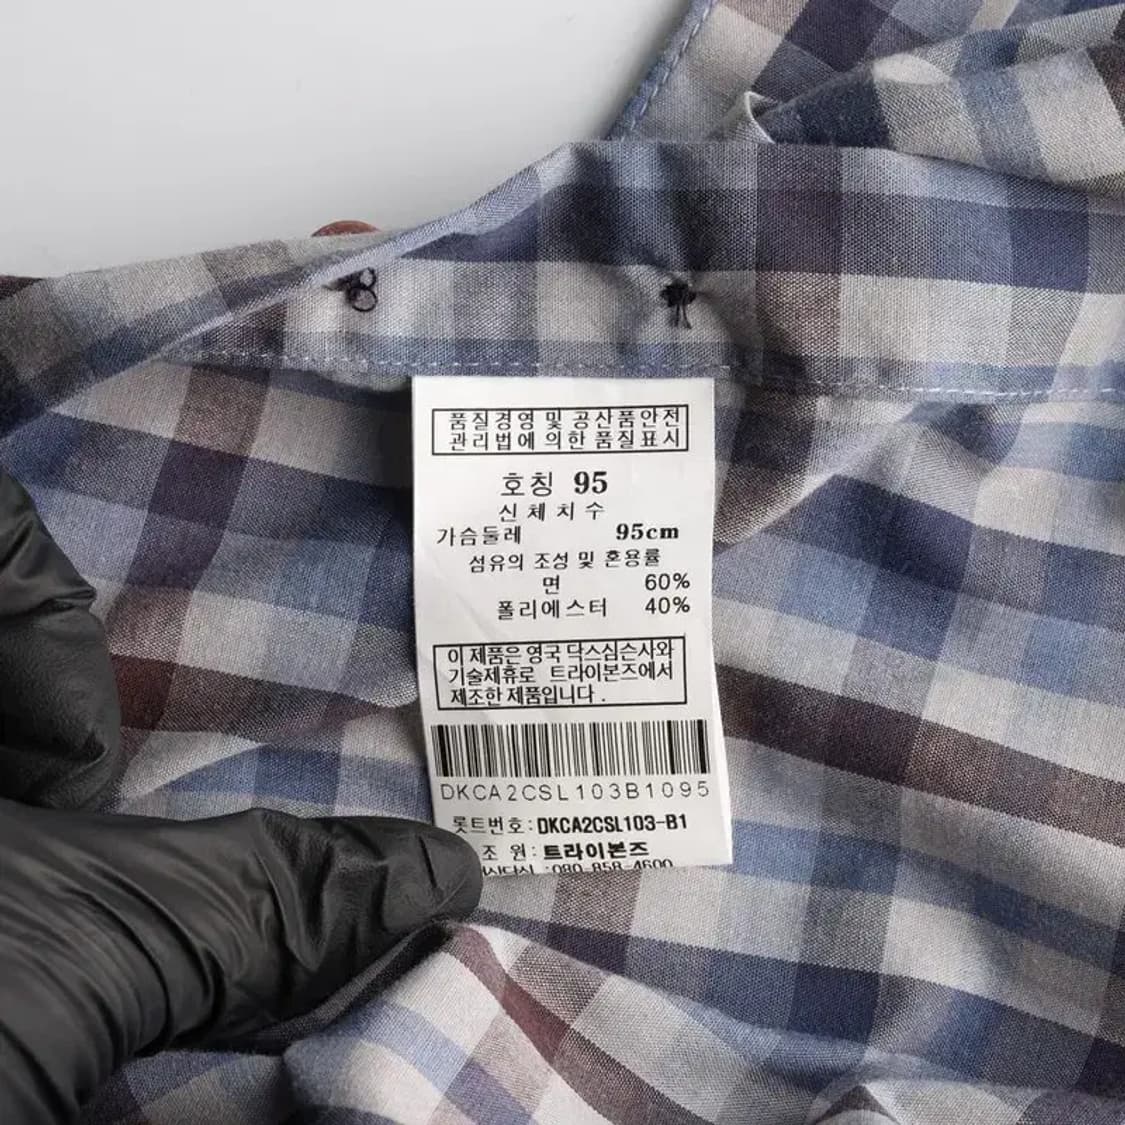 품질경영 및 공산품안전
관리법에 의한 품질표시
호칭 95
신체치수
가슴둘레 95cm
섬유의 조성 및 혼용률
면 60%
폴리에스터 40%
이 제품은 영국 닥스심슨사와
기술제휴로 트라이본즈에서
제조한 제품입니다.
DKCA2CSL103B1095
롯트번호:DKCA2CSL103-B1
조 원:트라이본즈
:080-858-4600